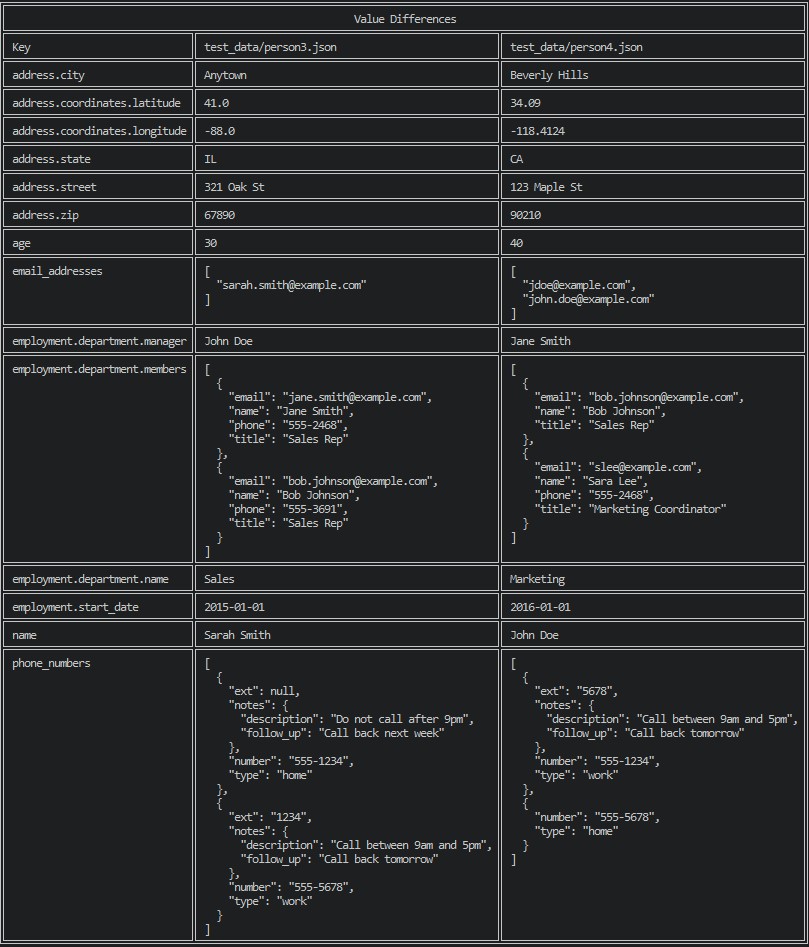 Value Differences
Key test_data/person3.json test_data/person4.json
address.city Anytown Beverly Hills
address.coordinates.latitude 41.0 34.09
address.coordinates.longitude -88.0 -118.4124
address.state IL CA
address.street 321 Oak St 123 Maple St
address.zip 67890 90210
age 30 40
email_addresses [ [
"sarah.smith@example.com" "jdoe@example.com",
] "john.doe@example.com"
]
employment.department.manager John Doe Jane Smith
employment.department.members [ [
{ {
"email": "jane.smith@example.com", "email": "bob.johnson@example.com",
"name": "Jane Smith", "name": "Bob Johnson",
"phone": "555-2468", "title": "Sales Rep"
"title": "Sales Rep" },
}, {
{ "email": "slee@example.com",
"email": "bob.johnson@example.com", "name": "Sara Lee",
"name": "Bob Johnson", "phone": "555-2468",
"phone": "555-3691", "title": "Marketing Coordinator"
"title": "Sales Rep" }
} ]
]
employment.department.name Sales Marketing
employment.start_date 2015-01-01 2016-01-01
name Sarah Smith John Doe
phone_numbers [ [
{ {
"ext": null, "ext": "5678",
"notes": { "notes": {
"description": "Do not call after 9pm", "description": "Call between 9am and 5pm",
"follow_up": "Call back next week" "follow_up": "Call back tomorrow"
}, },
"number": "555-1234", "number": "555-1234",
"type": "home" "type": "work"
}, },
{ {
"ext": "1234", "number": "555-5678",
"notes": { "type": "home"
"description": "Call between 9am and 5pm", }
"follow_up": "Call back tomorrow" ]
},
"number": "555-5678",
"type": "work"
}
]